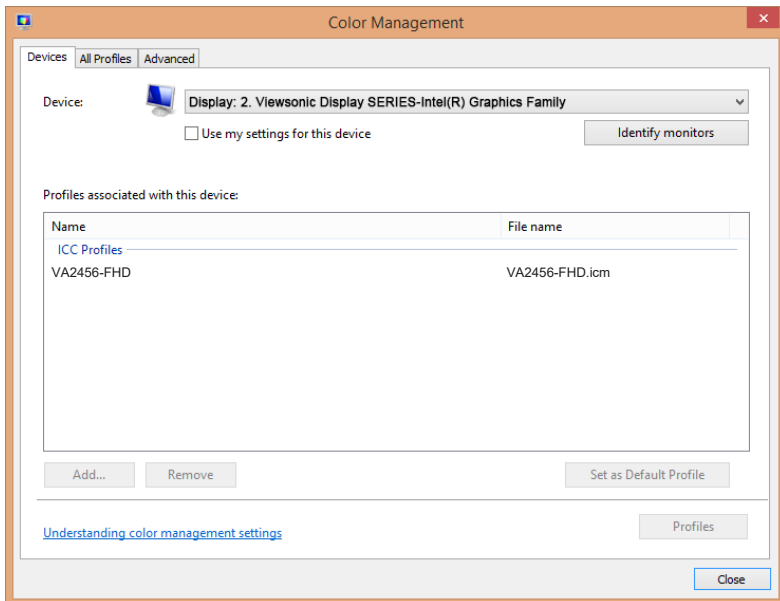 Color Management
Devices All Profiles Advanced
Device: Display: 2. Viewsonic Display SERIES-Intel(R) Graphics Family
Use my settings for this device Identify monitors
Profiles associated with this device:
Name File name
ICC Profiles
VA2456-FHD VA2456-FHD.icm
Add... Remove Set as Default Profile
Understanding color management settings Profiles
Close